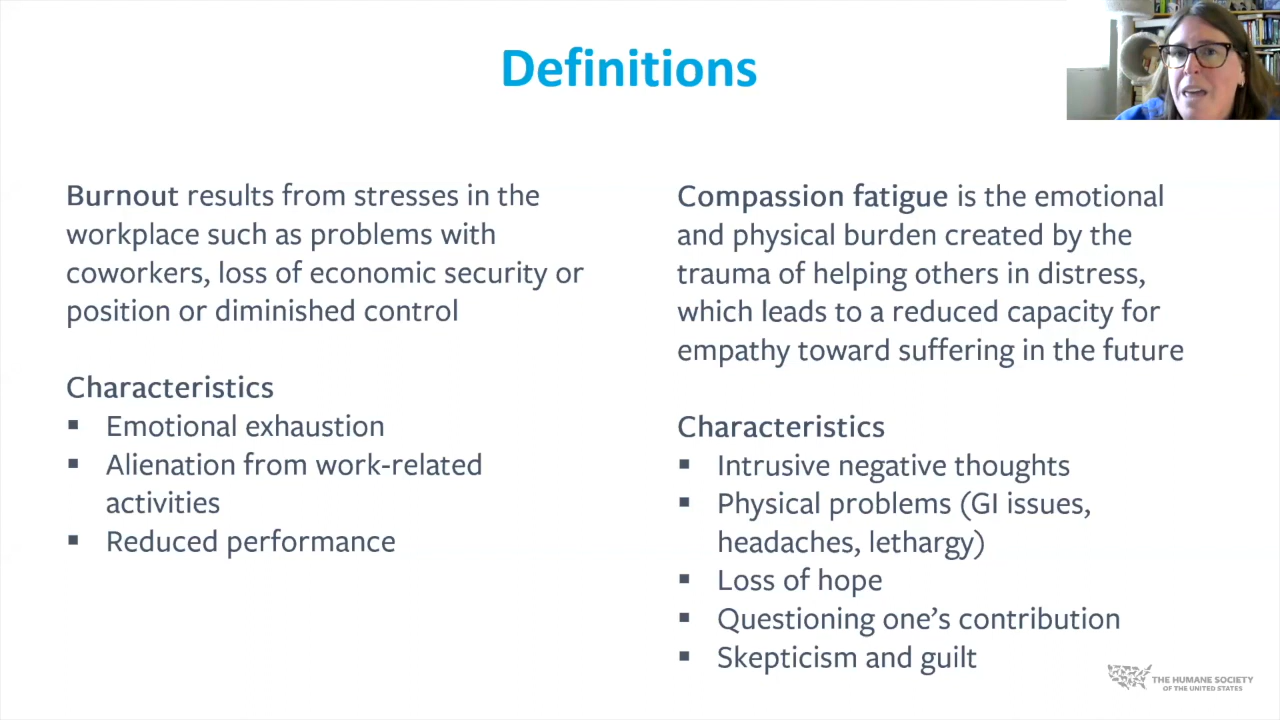 Definitions
Burnout results from stresses in the
workplace such as problems with
coworkers, loss of economic security or
position or diminished control
Characteristics
▪ Emotional exhaustion
▪ Alienation from work-related
activities
▪ Reduced performance
Compassion fatigue is the emotional
and physical burden created by the
trauma of helping others in distress,
which leads to a reduced capacity for
empathy toward suffering in the future
Characteristics
▪ Intrusive negative thoughts
▪ Physical problems (GI issues,
headaches, lethargy)
▪ Loss of hope
▪ Questioning one’s contribution
▪ Skepticism and guilt
THE HUMANE SOCIETY
OF THE UNITED STATES